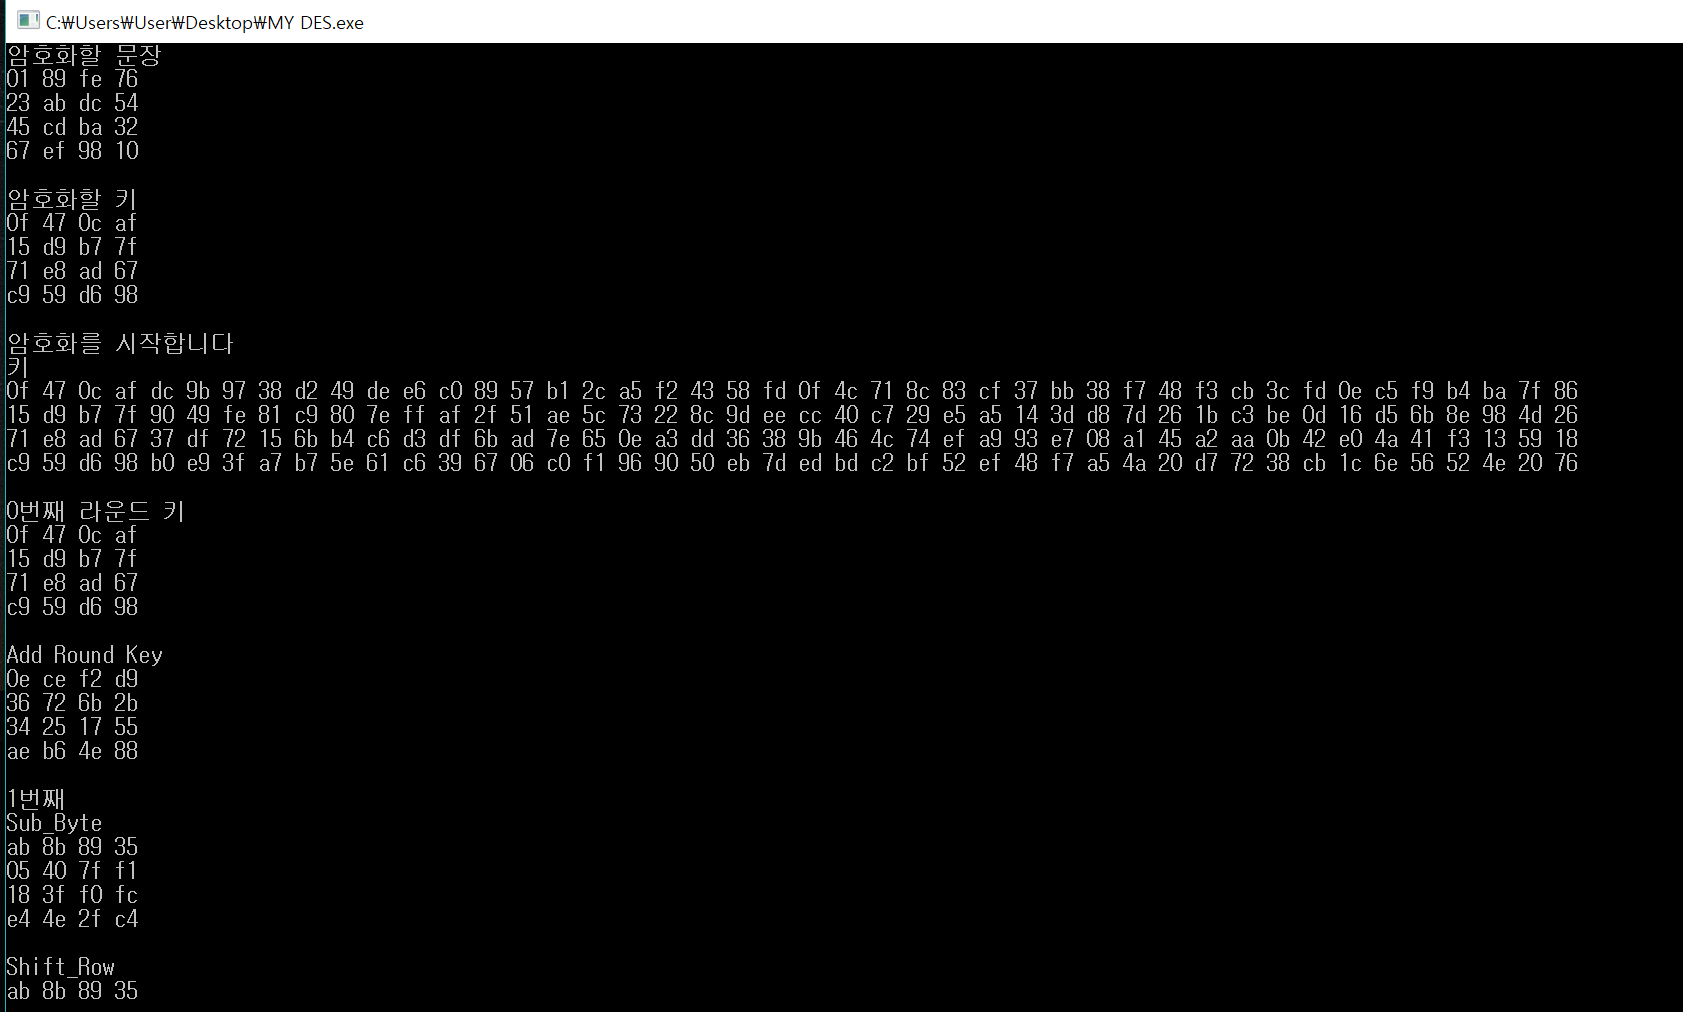 C:₩Users₩User₩Desktop₩MY DES.exe
암호화할 문장
01 89 fe 76
23 ab dc 54
45 cd ba 32
67 ef 98 10
암호화할 키
0f 47 0c af
15 d9 b7 7f
71 e8 ad 67
c9 59 d6 98
암호화를 시작합니다
키
0f 47 0c af dc 9b 97 38 d2 49 de e6 c0 89 57 b1 2c a5 f2 43 58 fd 0f 4c 71 8c 83 cf 37 bb 38 f7 48 f3 cb 3c fd 0e c5 f9 b4 ba 7f 86
15 d9 b7 7f 90 49 fe 81 c9 80 7e ff af 2f 51 ae 5c 73 22 8c 9d ee cc 40 c7 29 e5 a5 14 3d d8 7d 26 1b c3 be 0d 16 d5 6b 8e 98 4d 26
71 e8 ad 67 37 df 72 15 6b b4 c6 d3 df 6b ad 7e 65 0e a3 dd 36 38 9b 46 4c 74 ef a9 93 e7 08 a1 45 a2 aa 0b 42 e0 4a 41 f3 13 59 18
c9 59 d6 98 b0 e9 3f a7 b7 5e 61 c6 39 67 06 c0 f1 96 90 50 eb 7d ed bd c2 bf 52 ef 48 f7 a5 4a 20 d7 72 38 cb 1c 6e 56 52 4e 20 76
0번째 라운드 키
0f 47 0c af
15 d9 b7 7f
71 e8 ad 67
c9 59 d6 98
Add Round Key
0e ce f2 d9
36 72 6b 2b
34 25 17 55
ae b6 4e 88
1번째
Sub_Byte
ab 8b 89 35
05 40 7f f1
18 3f f0 fc
e4 4e 2f c4
Shift_Row
ab 8b 89 35